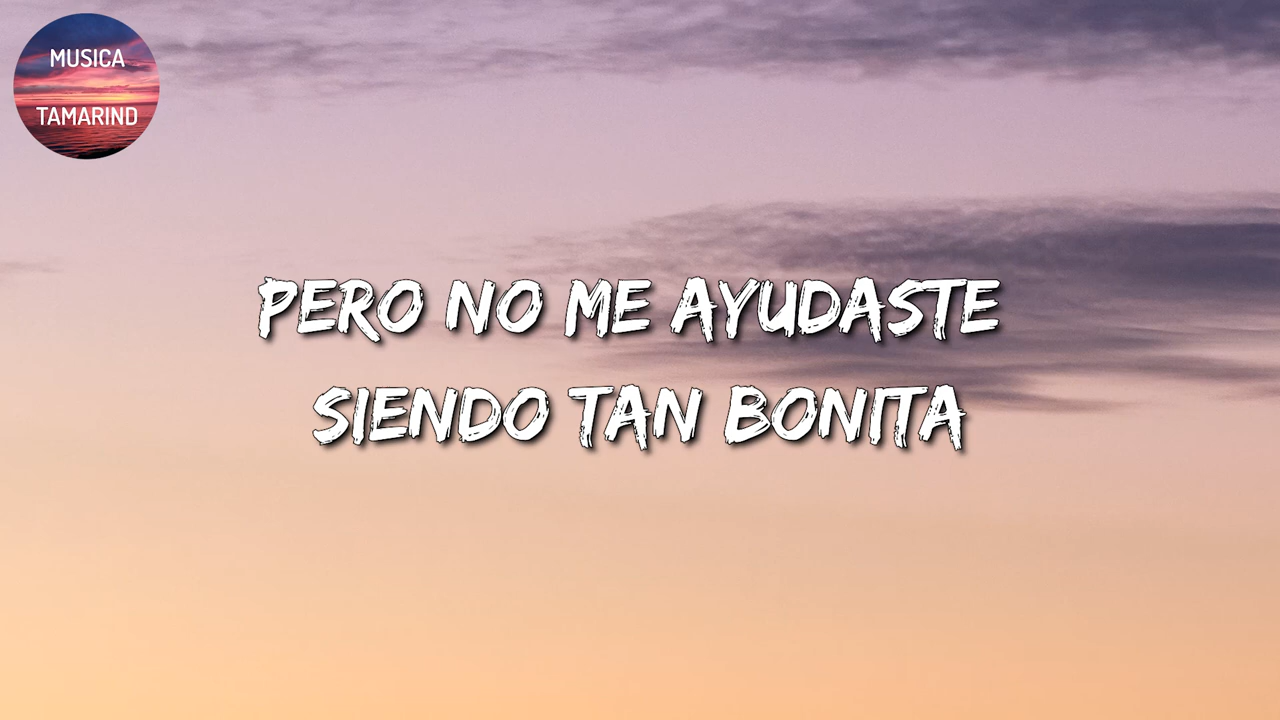 MUSICA
TAMARIND
PERO NO ME AYUDASTE
SIENDO TAN BONITA